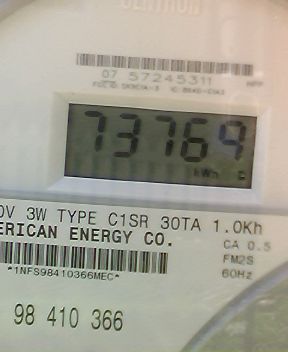 CENTRON
07 57245311
73769
kWh C
0V 3W TYPE C1SR 30TA 1.0Kh
ERICAN ENERGY CO.
CA 0.5
FM2S
60Hz
*1NFS98410366MEC*
98 410 366